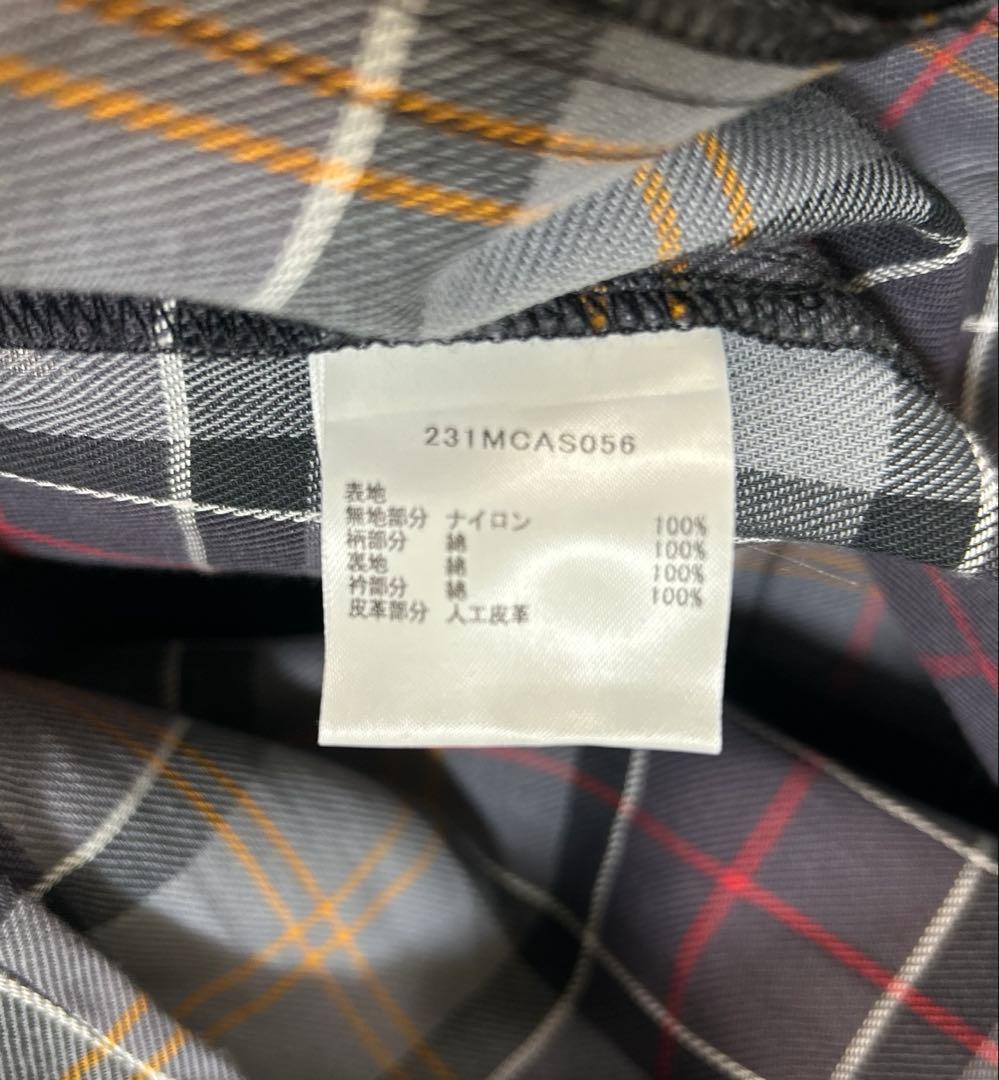 231MCAS056
表地
無地部分 ナイロン 100%
柄部分 綿 100%
裏地 綿 100%
衿部分 綿 100%
皮革部分 人工皮革